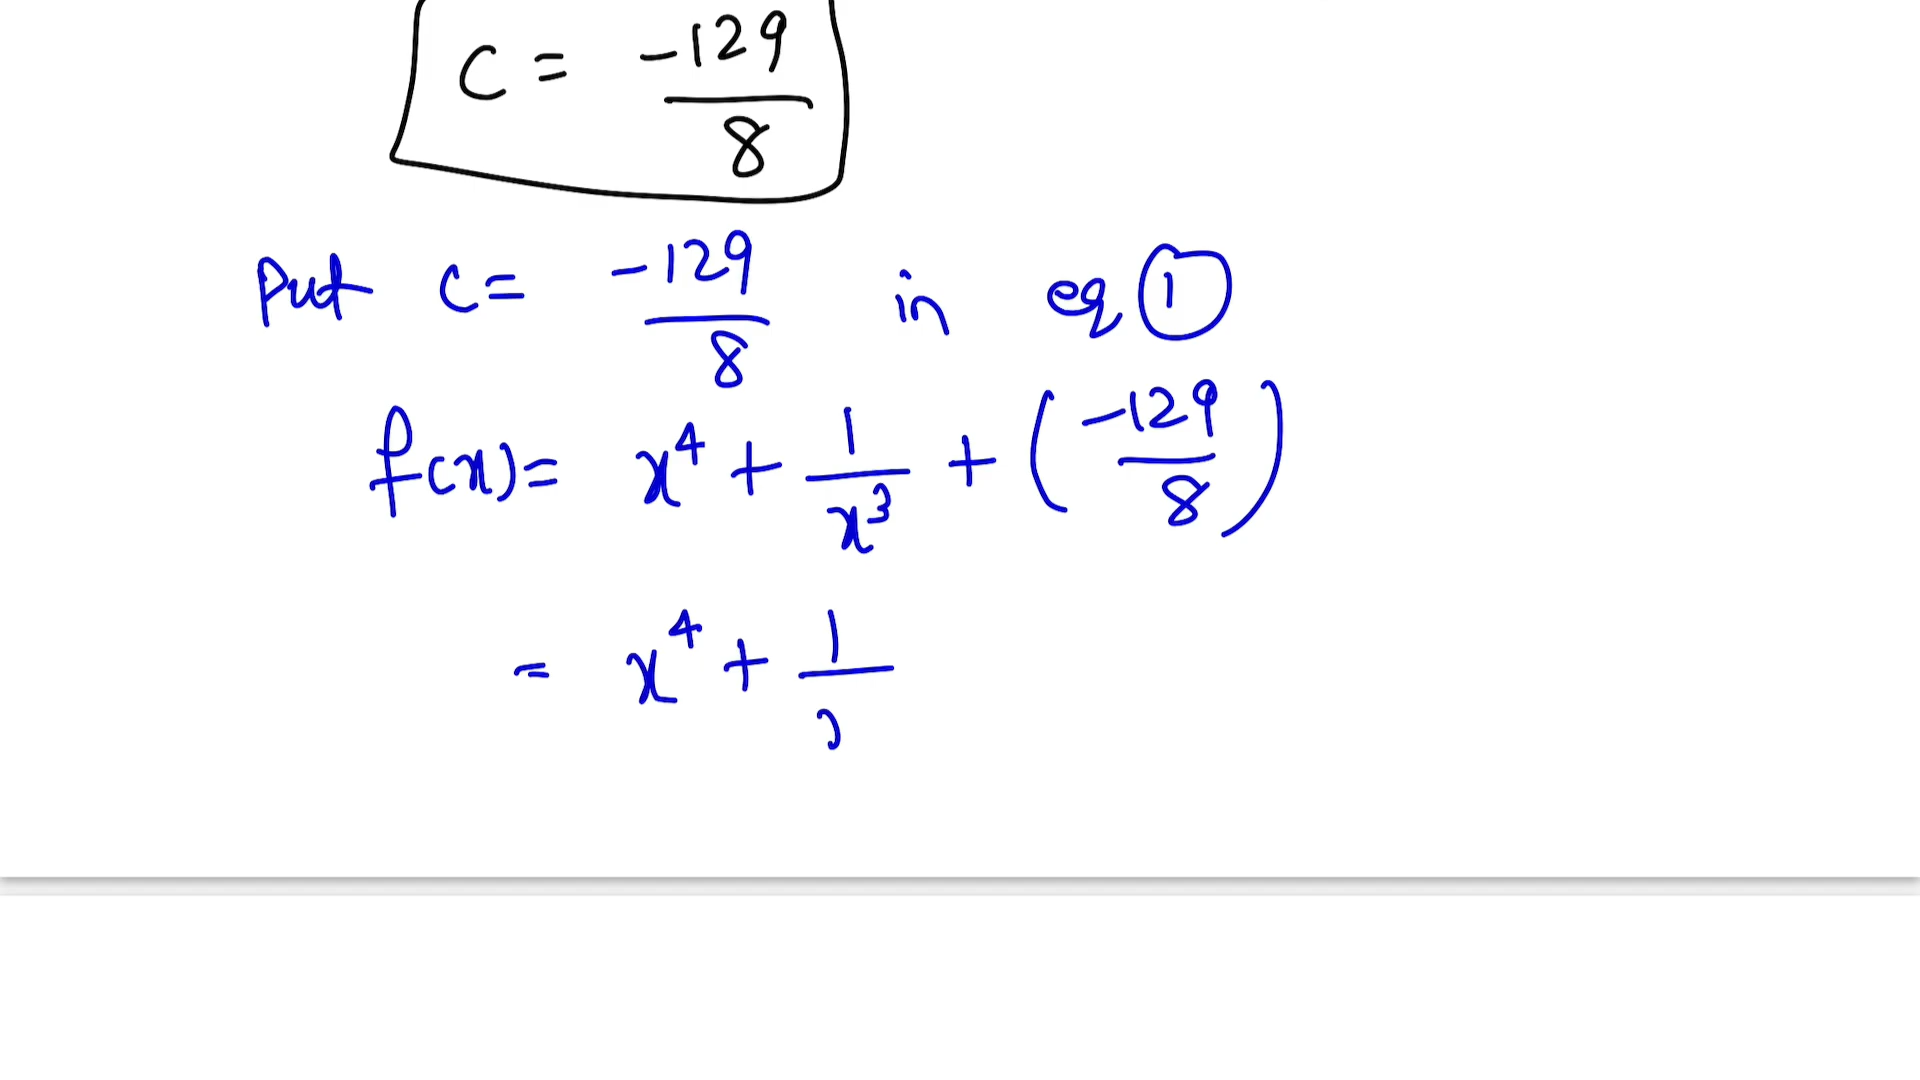 C = -129/8
Put C = -129/8 in eq ①
f(x) = x⁴ + 1/x³ + (-129/8)
= x⁴ + 1/